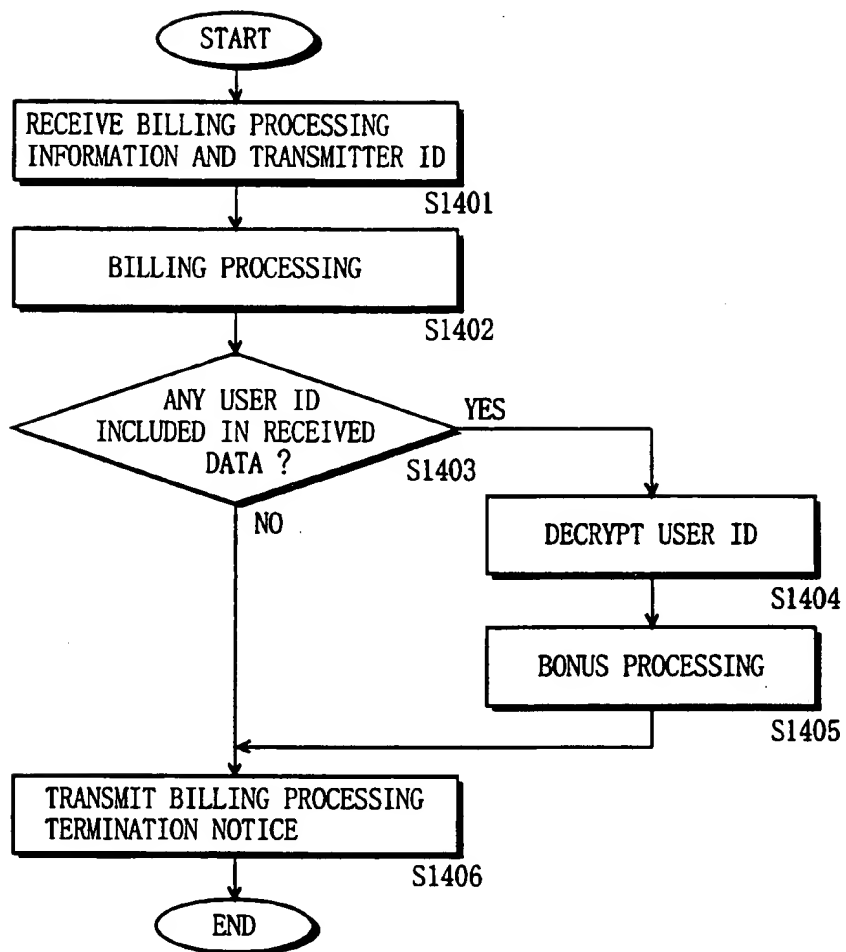 START
RECEIVE BILLING PROCESSING
INFORMATION AND TRANSMITTER ID
S1401
BILLING PROCESSING
S1402
ANY USER ID
INCLUDED IN RECEIVED
DATA ?
YES
S1403
NO
DECRYPT USER ID
S1404
BONUS PROCESSING
S1405
TRANSMIT BILLING PROCESSING
TERMINATION NOTICE
S1406
END